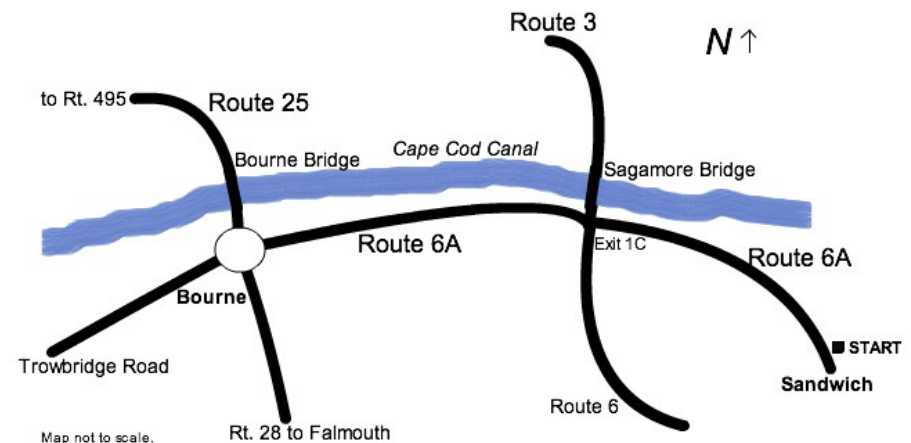 Route 3
N ↑
to Rt. 495
Route 25
Bourne Bridge
Cape Cod Canal
Sagamore Bridge
Route 6A
Exit 1C
Route 6A
Bourne
START
Trowbridge Road
Sandwich
Route 6
Rt. 28 to Falmouth
Map not to scale.